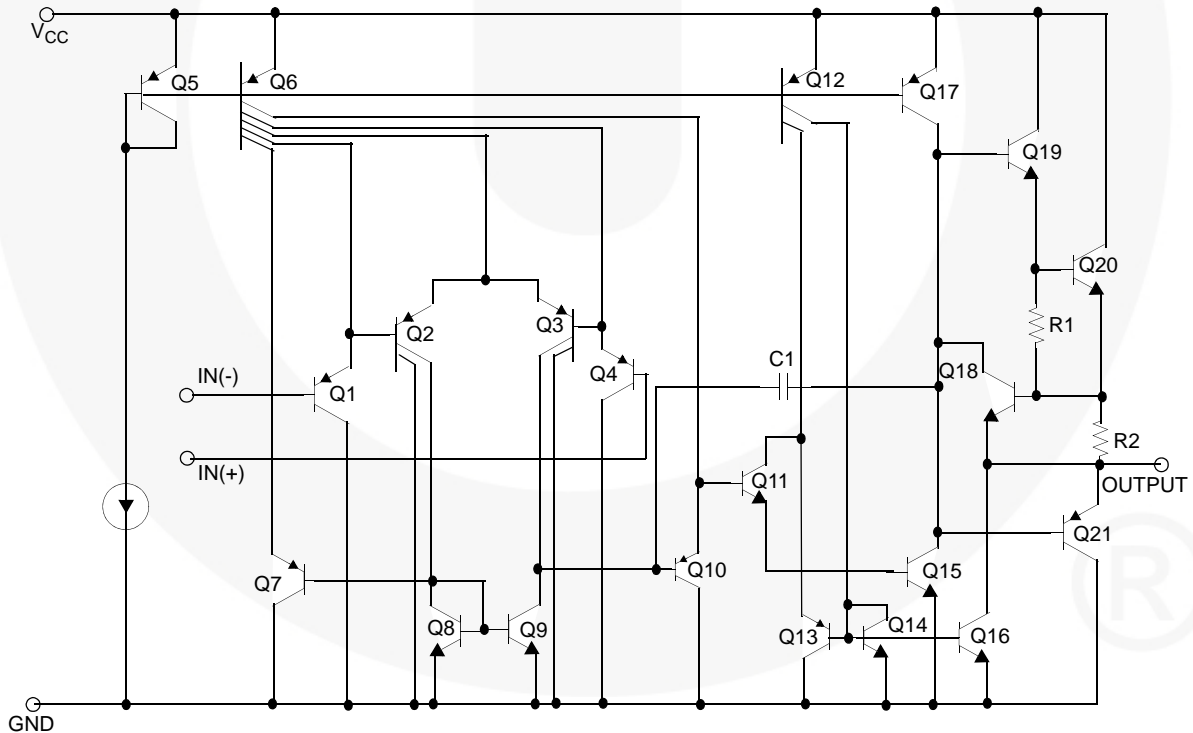 VCC
Q5
Q6
Q12
Q17
Q19
Q20
Q2
Q3
R1
C1
Q18
Q1
Q4
IN(-)
R2
IN(+)
Q11
OUTPUT
Q21
Q7
Q10
Q15
Q8
Q9
Q13
Q14
Q16
GND
®